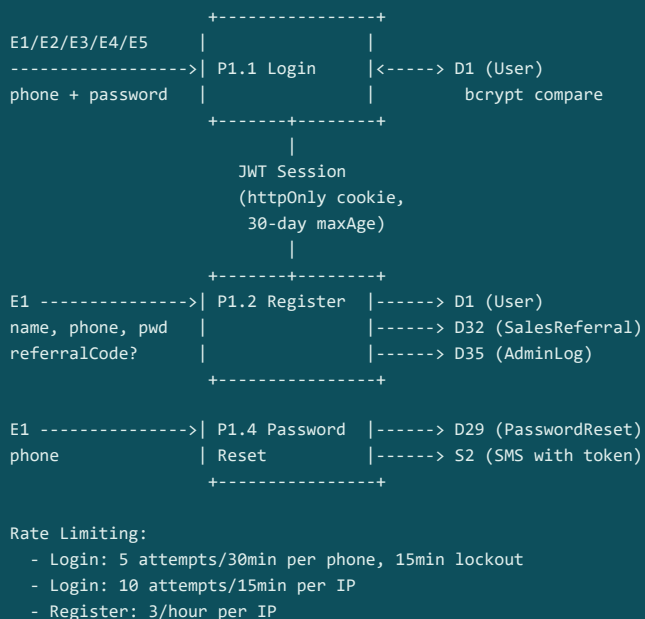 +----------------+
E1/E2/E3/E4/E5      |                |
------------------>| P1.1 Login     |<-----> D1 (User)
phone + password    |                |         bcrypt compare
                        +-------+--------+
                                |
                          JWT Session
                          (httpOnly cookie,
                           30-day maxAge)
                                |
                        +-------+--------+
E1 --------------->| P1.2 Register  |------> D1 (User)
name, phone, pwd    |                |------> D32 (SalesReferral)
referralCode?       |                |------> D35 (AdminLog)
                        +----------------+
E1 --------------->| P1.4 Password  |------> D29 (PasswordReset)
phone               | Reset          |------> S2 (SMS with token)
                        +----------------+
Rate Limiting:
  - Login: 5 attempts/30min per phone, 15min lockout
  - Login: 10 attempts/15min per IP
  - Register: 3/hour per IP